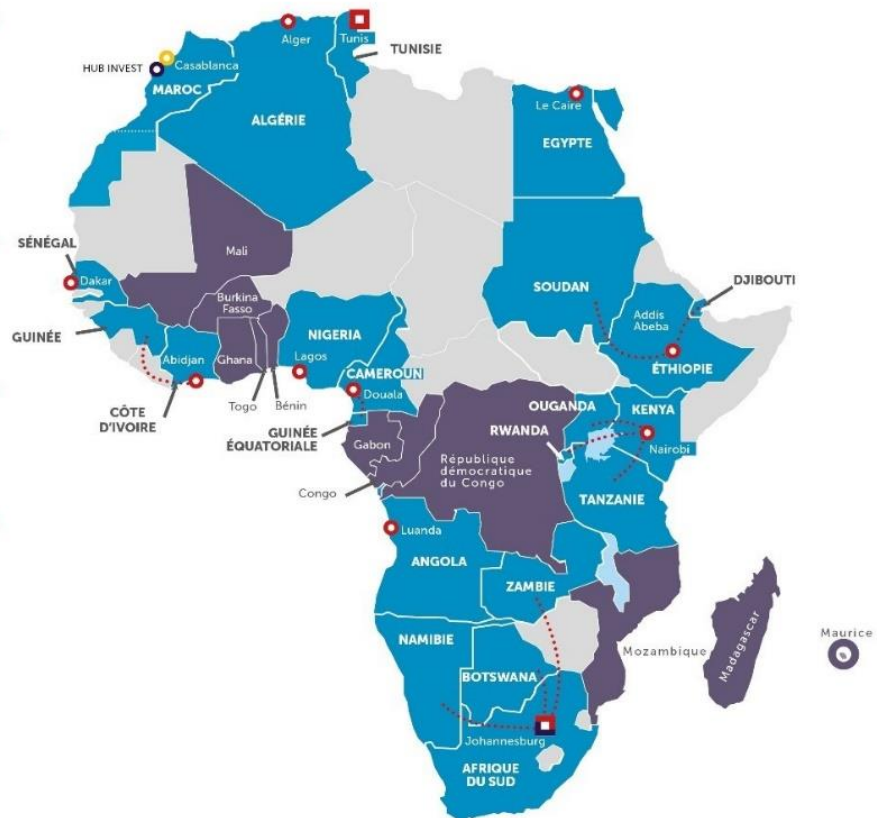 Alger
Tunis
TUNISIE
HUB INVEST
Casablanca
MAROC
Le Caire
ALGÉRIE
EGYPTE
SÉNÉGAL
Mali
Dakar
SOUDAN
DJIBOUTI
Addis
Abeba
Burkina
Fasso
GUINÉE
NIGERIA
Abidjan
Ghana
Lagos
ÉTHIOPIE
CAMEROUN
Douala
Togo
Bénin
CÔTE
D'IVOIRE
OUGANDA
KENYA
GUINÉE
ÉQUATORIALE
RWANDA
Gabon
Nairobi
République
démocratique
du Congo
Congo
TANZANIE
Luanda
ANGOLA
ZAMBIE
Maurice
NAMIBIE
Mozambique
Madagascar
BOTSWANA
Johannesburg
AFRIQUE
DU SUD